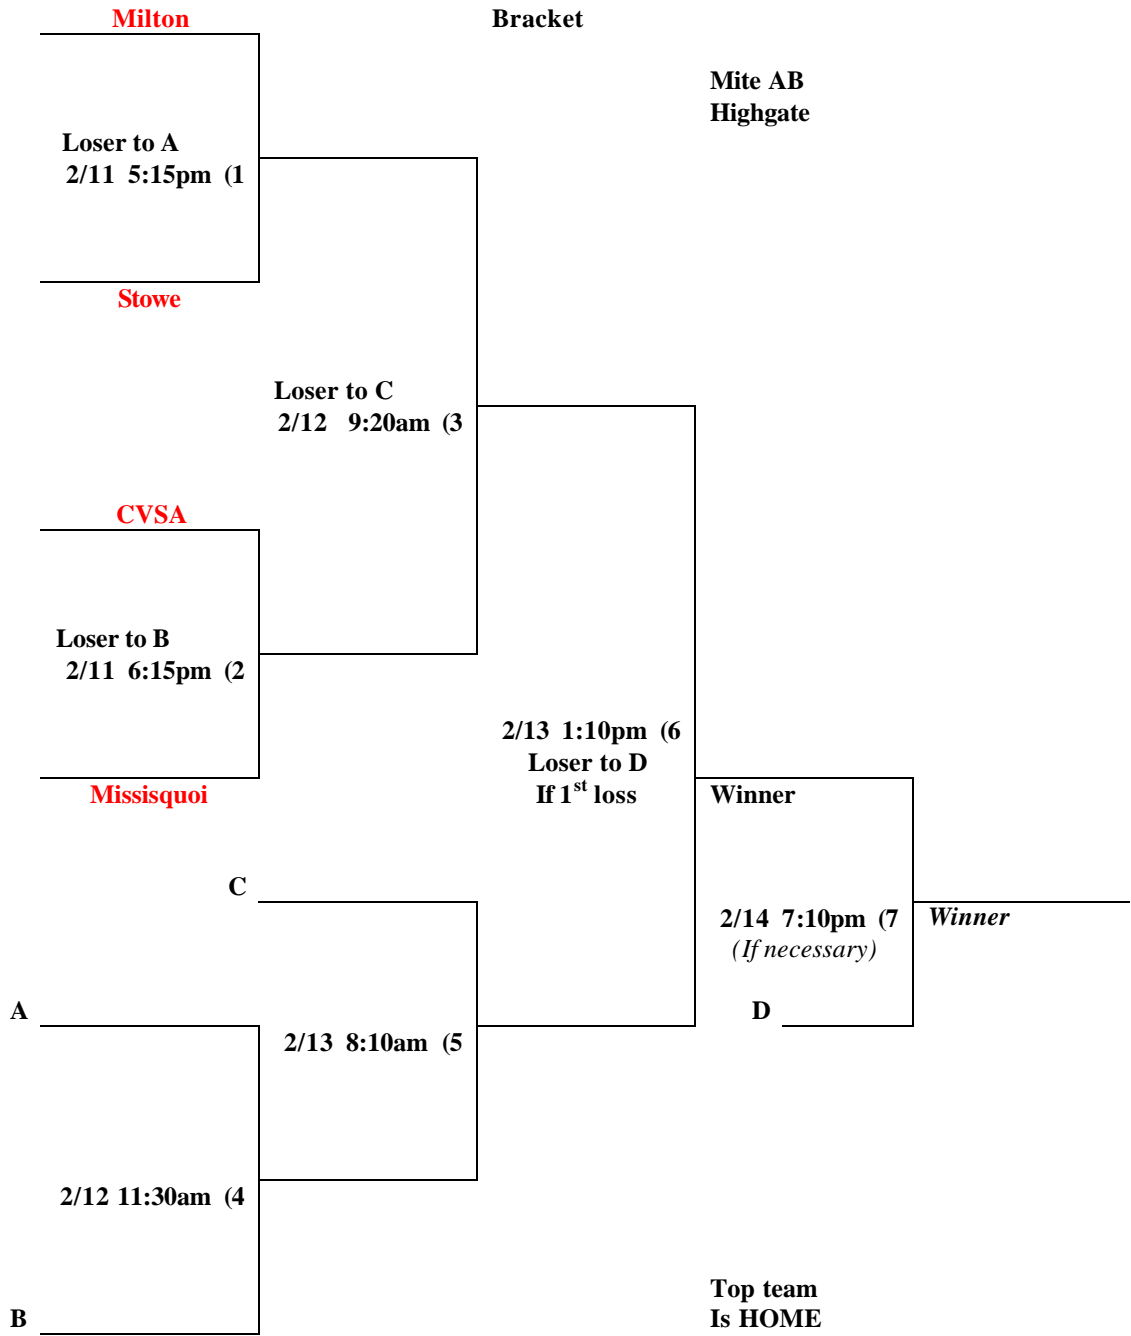 Milton
Bracket
Mite AB
Highgate
Loser to A
2/11 5:15pm (1
Stowe
Loser to C
2/12 9:20am (3
CVSA
Loser to B
2/11 6:15pm (2
Missisquoi
2/13 1:10pm (6
Loser to D
If 1st loss
Winner
C
2/14 7:10pm (7
(If necessary)
Winner
A
D
2/13 8:10am (5
2/12 11:30am (4
B
Top team
Is HOME